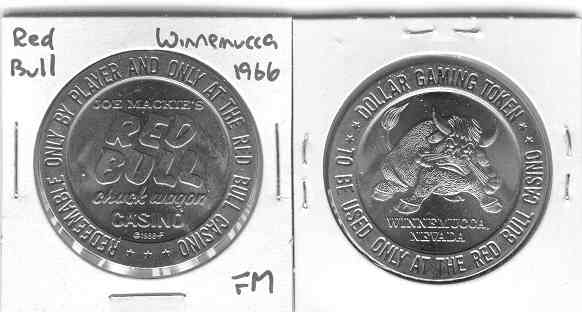 Red Bull
Winnemucca 1966
REDEEMABLE ONLY BY PLAYER AND ONLY AT THE RED BULL CASINO
JOE MACKIE'S
RED
BULL
chuck wagon
CASINO
FM
DOLLAR GAMING TOKEN
WINNEMUCCA,
NEVADA
TO BE USED ONLY AT THE RED BULL CASINO